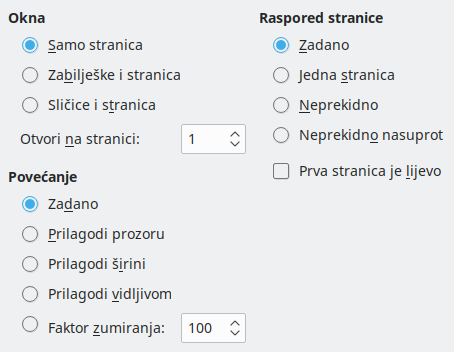 Okna
Samo stranica
Zabilješke i stranica
Sličice i stranica
Otvori na stranici: 1
Povećanje
Zadano
Prilagodi prozoru
Prilagodi širini
Prilagodi vidljivom
Faktor zumiranja: 100
Raspored stranice
Zadano
Jedna stranica
Neprekidno
Neprekidno nasuprot
Prva stranica je lijevo